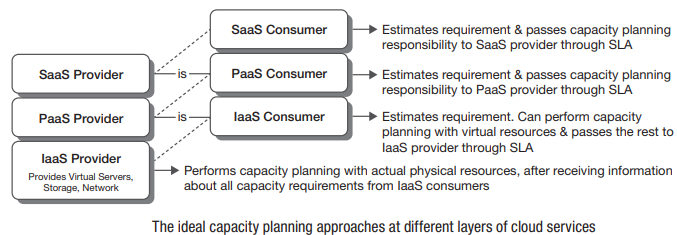 SaaS Consumer
Estimates requirement & passes capacity planning
responsibility to SaaS provider through SLA
SaaS Provider
is
PaaS Consumer
Estimates requirement & passes capacity planning
responsibility to PaaS provider through SLA
PaaS Provider
is
IaaS Consumer
Estimates requirement. Can perform capacity
planning with virtual resources & passes the rest to
IaaS provider through SLA
IaaS Provider
Provides Virtual Servers,
Storage, Network
Performs capacity planning with actual physical resources, after receiving information
about all capacity requirements from IaaS consumers
The ideal capacity planning approaches at different layers of cloud services